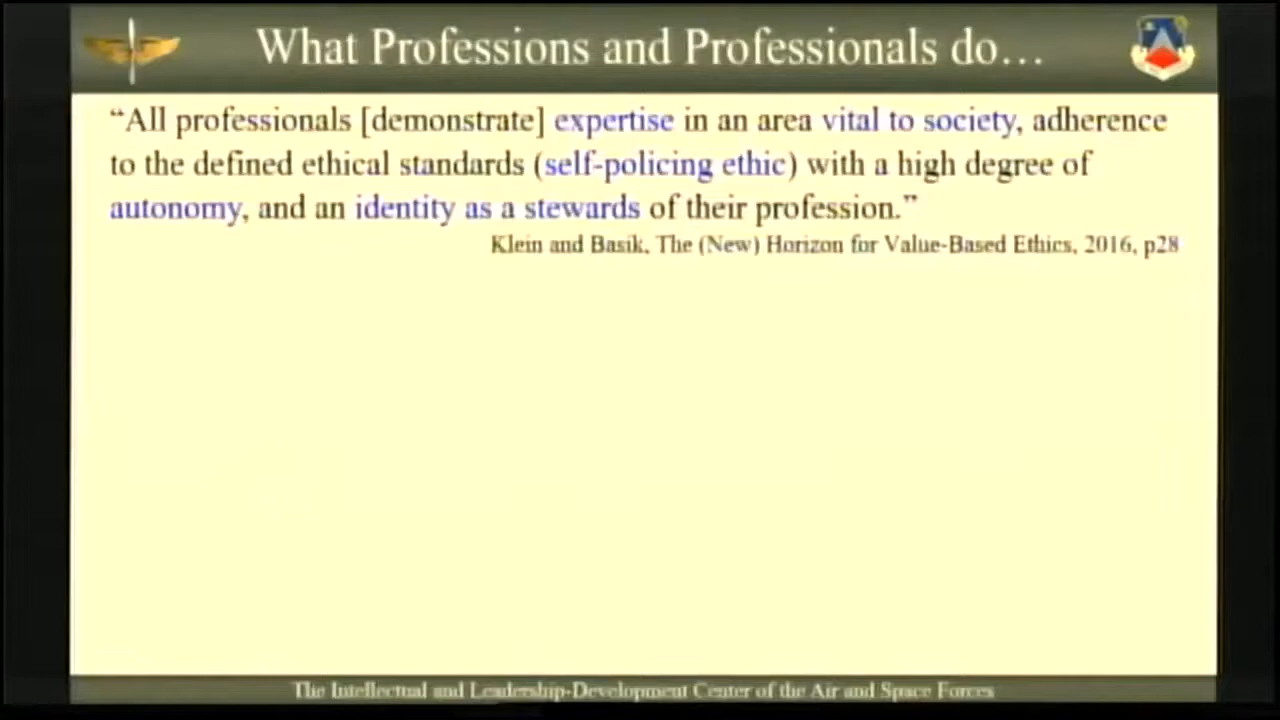 What Professions and Professionals do…
“All professionals [demonstrate] expertise in an area vital to society, adherence
to the defined ethical standards (self-policing ethic) with a high degree of
autonomy, and an identity as a stewards of their profession.”
Klein and Basik, The (New) Horizon for Value-Based Ethics, 2016, p28
The Intellectual and Leadership-Development Center of the Air and Space Forces